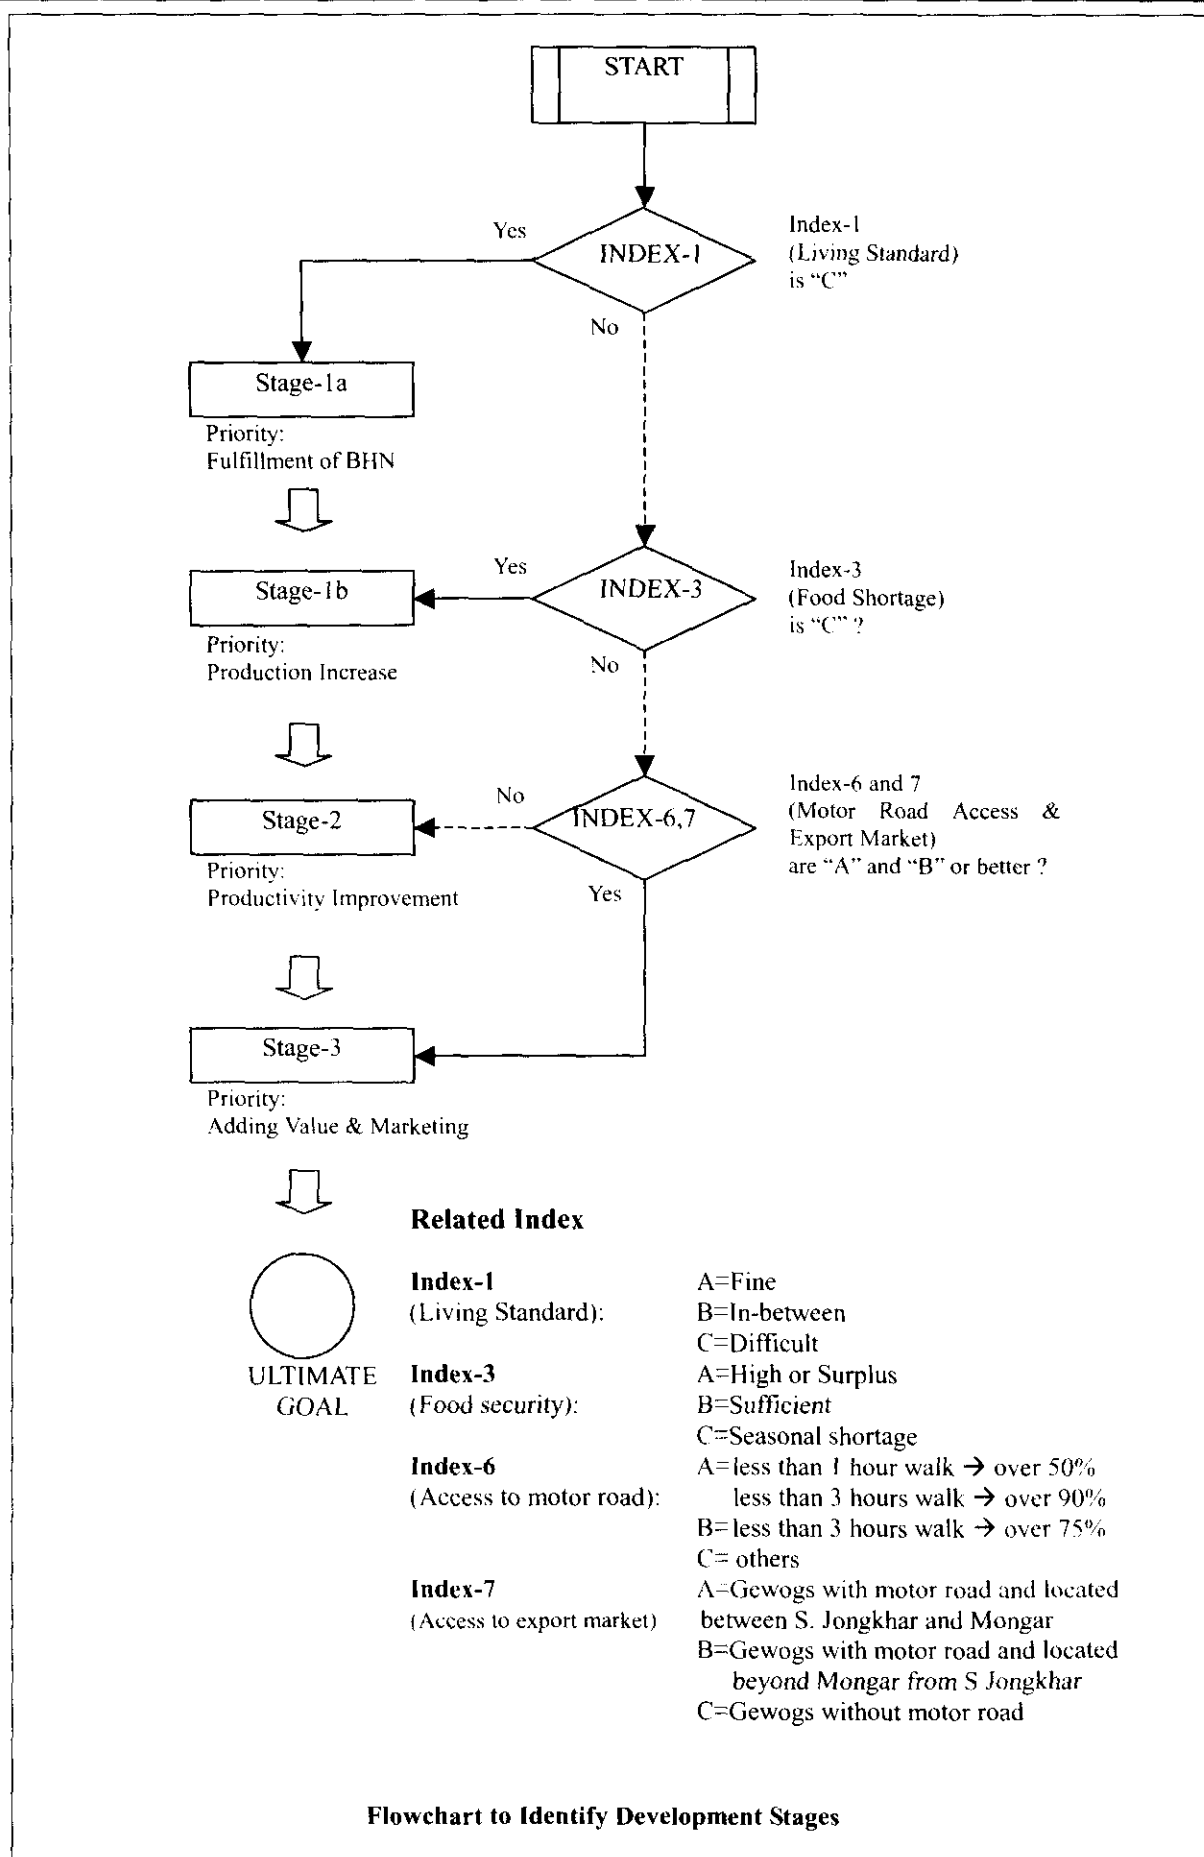 START
Yes
INDEX-1
Index-1
(Living Standard)
is “C”
No
Stage-1a
Priority:
Fulfillment of BHN
Yes
INDEX-3
Index-3
(Food Shortage)
is “C” ?
Stage-1b
No
Priority:
Production Increase
No
INDEX-6,7
Index-6 and 7
(Motor Road Access &
Export Market)
are “A” and “B” or better ?
Stage-2
Yes
Priority:
Productivity Improvement
Stage-3
Priority:
Adding Value & Marketing
ULTIMATE
GOAL
Related Index
Index-1 A=Fine
(Living Standard): B=In-between
C=Difficult
Index-3 A=High or Surplus
(Food security): B=Sufficient
C=Seasonal shortage
Index-6 A=less than 1 hour walk → over 50%
(Access to motor road): less than 3 hours walk → over 90%
B=less than 3 hours walk → over 75%
C= others
Index-7 A=Gewogs with motor road and located
(Access to export market) between S. Jongkhar and Mongar
B=Gewogs with motor road and located
beyond Mongar from S Jongkhar
C=Gewogs without motor road
Flowchart to Identify Development Stages